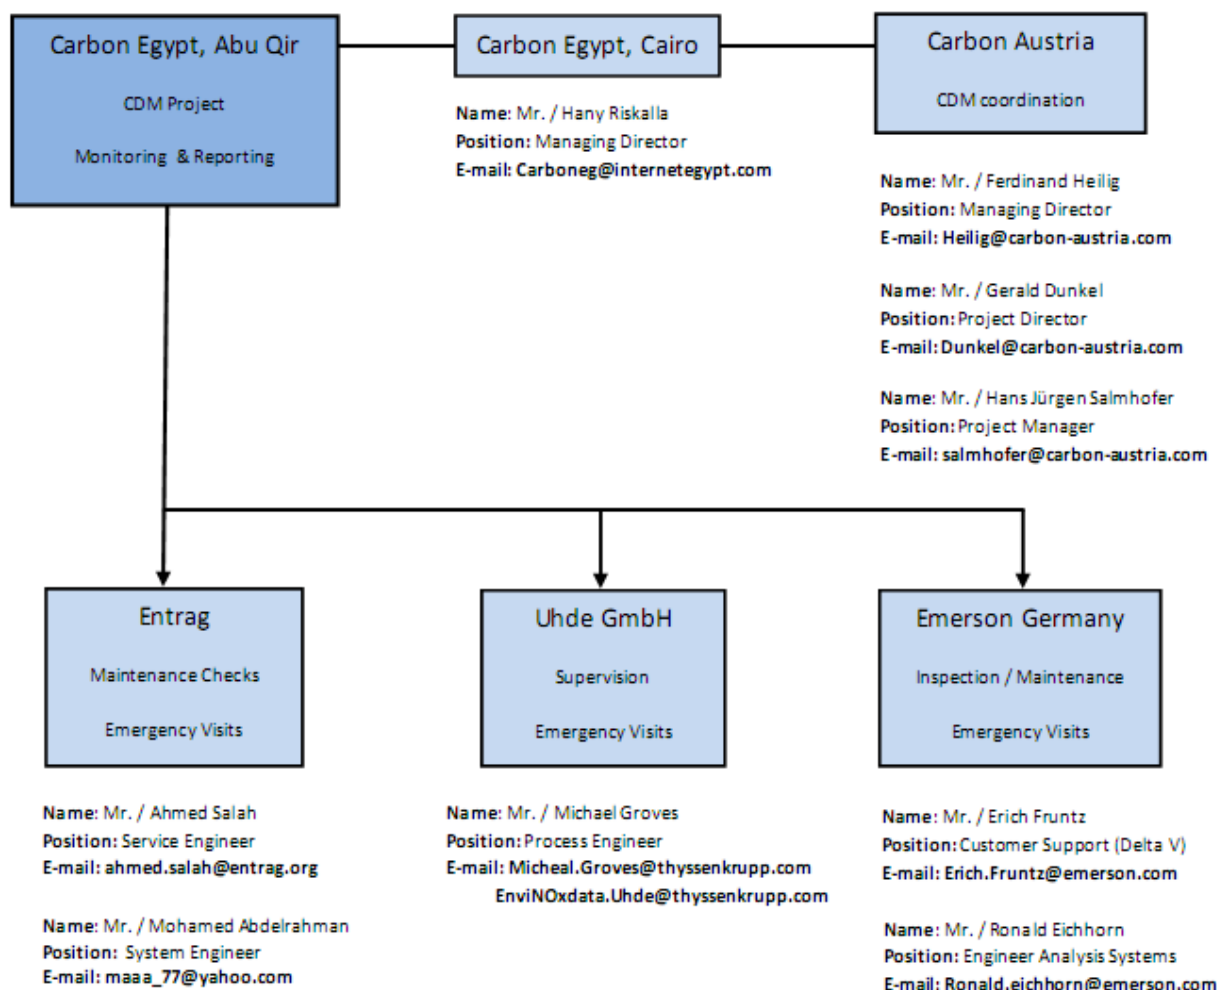 Carbon Egypt, Abu Qir
CDM Project
Monitoring & Reporting
Carbon Egypt, Cairo
Name: Mr. / Hany Riskalla
Position: Managing Director
E-mail: Carboneg@internetegypt.com
Carbon Austria
CDM coordination
Name: Mr. / Ferdinand Heilig
Position: Managing Director
E-mail: Heilig@carbon-austria.com
Name: Mr. / Gerald Dunkel
Position: Project Director
E-mail: Dunkel@carbon-austria.com
Name: Mr. / Hans Jürgen Salmhofer
Position: Project Manager
E-mail: salmhofer@carbon-austria.com
Entrag
Maintenance Checks
Emergency Visits
Name: Mr. / Ahmed Salah
Position: Service Engineer
E-mail: ahmed.salah@entrag.org
Name: Mr. / Mohamed Abdelrahman
Position: System Engineer
E-mail: maaa_77@yahoo.com
Uhde GmbH
Supervision
Emergency Visits
Name: Mr. / Michael Groves
Position: Process Engineer
E-mail: Micheal.Groves@thyssenkrupp.com
EnviNOxdata.Uhde@thyssenkrupp.com
Emerson Germany
Inspection / Maintenance
Emergency Visits
Name: Mr. / Erich Fruntz
Position: Customer Support (Delta V)
E-mail: Erich.Fruntz@emerson.com
Name: Mr. / Ronald Eichhorn
Position: Engineer Analysis Systems
E-mail: Ronald.eichhorn@emerson.com